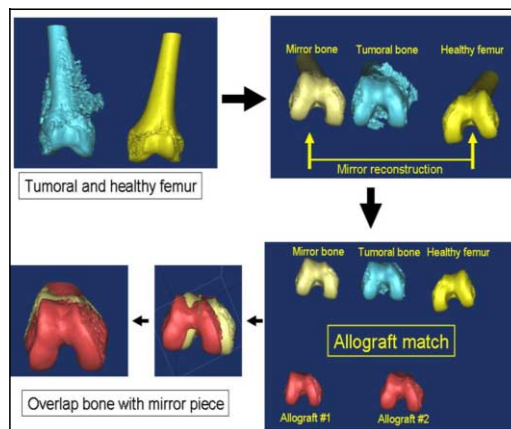 Tumoral and healthy femur
Mirror bone Tumoral bone Healthy femur
Mirror reconstruction
Mirror bone Tumoral bone Healthy femur
Allograft match
Allograft #1 Allograft #2
Overlap bone with mirror piece